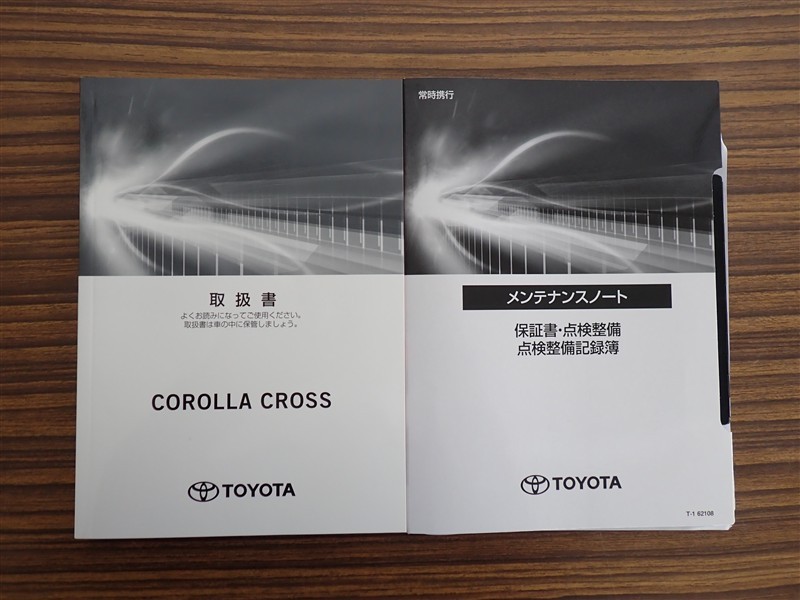 取扱書
よくお読みになってご使用ください。
取扱書は車の中に保管しましょう。
COROLLA CROSS
TOYOTA
常時携行
メンテナンスノート
保証書・点検整備
点検整備記録簿
TOYOTA
T-1 62108